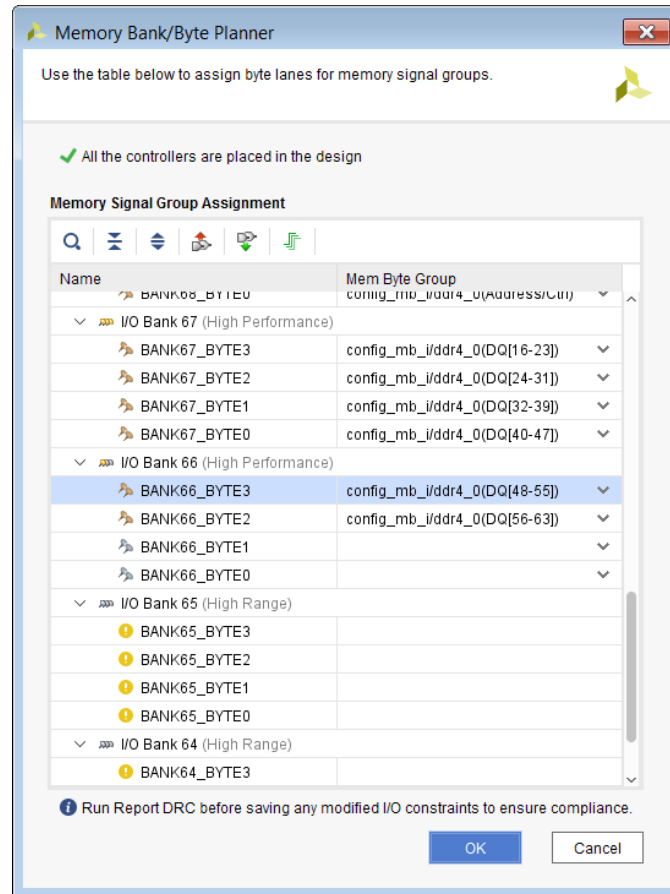 Memory Bank/Byte Planner
Use the table below to assign byte lanes for memory signal groups.
All the controllers are placed in the design
Memory Signal Group Assignment
Name Mem Byte Group
BANK68_BYTE0 config_mb_i/ddr4_0(Address/Ctrl)
I/O Bank 67 (High Performance)
BANK67_BYTE3 config_mb_i/ddr4_0(DQ[16-23])
BANK67_BYTE2 config_mb_i/ddr4_0(DQ[24-31])
BANK67_BYTE1 config_mb_i/ddr4_0(DQ[32-39])
BANK67_BYTE0 config_mb_i/ddr4_0(DQ[40-47])
I/O Bank 66 (High Performance)
BANK66_BYTE3 config_mb_i/ddr4_0(DQ[48-55])
BANK66_BYTE2 config_mb_i/ddr4_0(DQ[56-63])
BANK66_BYTE1
BANK66_BYTE0
I/O Bank 65 (High Range)
BANK65_BYTE3
BANK65_BYTE2
BANK65_BYTE1
BANK65_BYTE0
I/O Bank 64 (High Range)
BANK64_BYTE3
Run Report DRC before saving any modified I/O constraints to ensure compliance.
OK Cancel